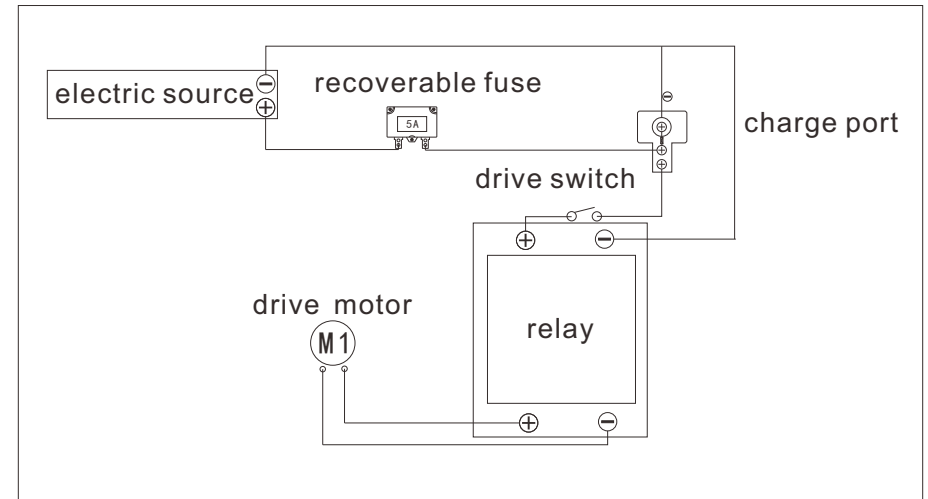 recoverable fuse
electric source
5A
charge port
drive switch
drive motor
M1
relay